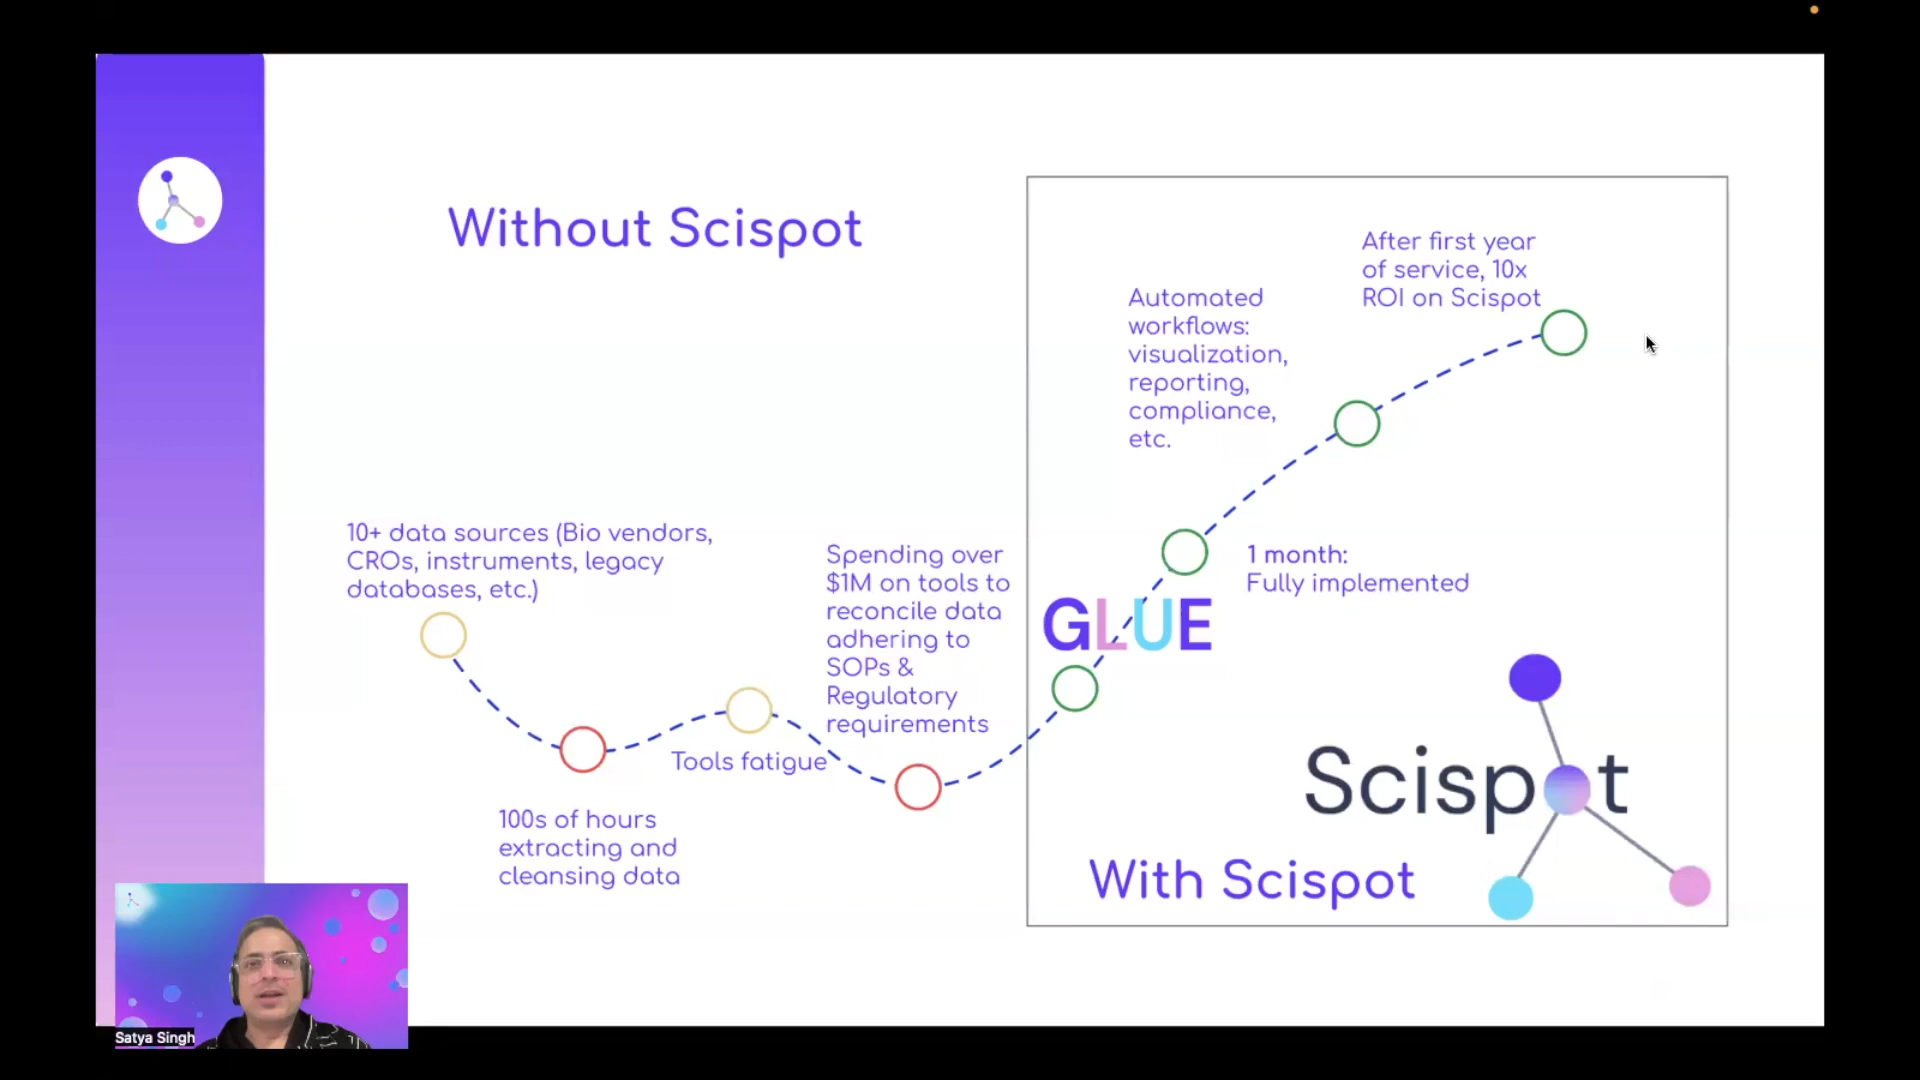 Without Scispot
10+ data sources (Bio vendors,
CROs, instruments, legacy
databases, etc.)
100s of hours
extracting and
cleansing data
Tools fatigue
Spending over
$1M on tools to
reconcile data
adhering to
SOPs &
Regulatory
requirements
GLUE
1 month:
Fully implemented
Automated
workflows:
visualization,
reporting,
compliance,
etc.
After first year
of service, 10x
ROI on Scispot
Scispot
With Scispot
Satya Singh